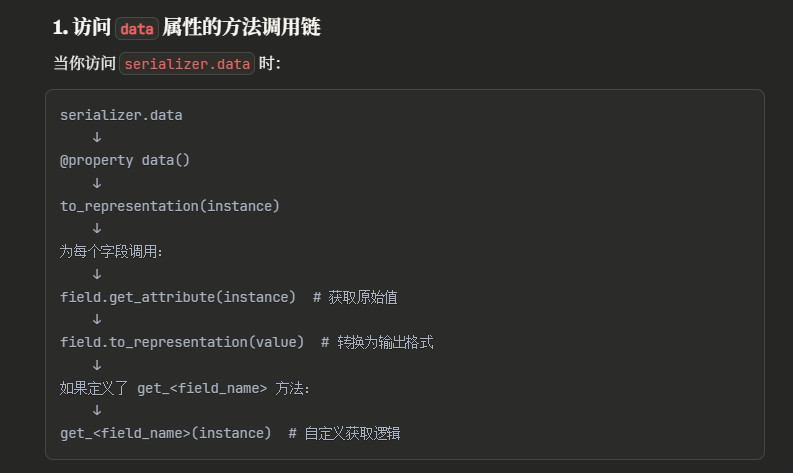 1. 访问 data 属性的方法调用链
当你访问 serializer.data 时：
serializer.data
↓
@property data()
↓
to_representation(instance)
↓
为每个字段调用：
↓
field.get_attribute(instance)  # 获取原始值
↓
field.to_representation(value)  # 转换为输出格式
↓
如果定义了 get_<field_name> 方法：
↓
get_<field_name>(instance)  # 自定义获取逻辑